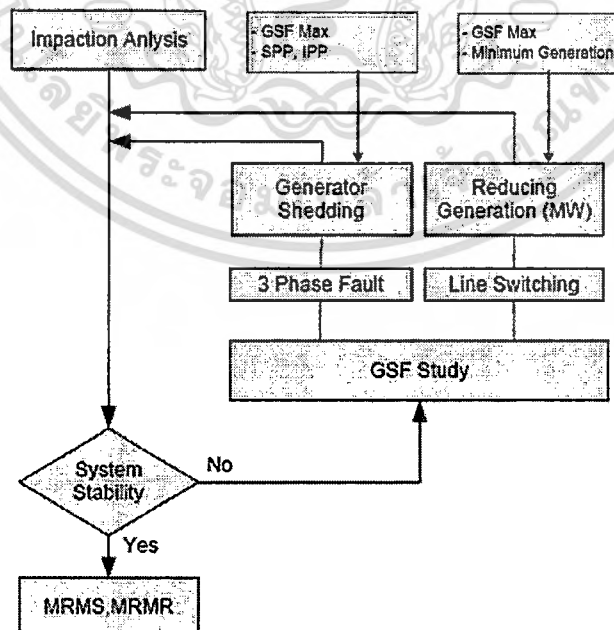 Impaction Anlysis
- GSF Max
- SPP, IPP
- GSF Max
- Minimum Generation
Generator
Shedding
Reducing
Generation (MW)
3 Phase Fault
Line Switching
GSF Study
System
Stability
No
Yes
MRMS,MRMR